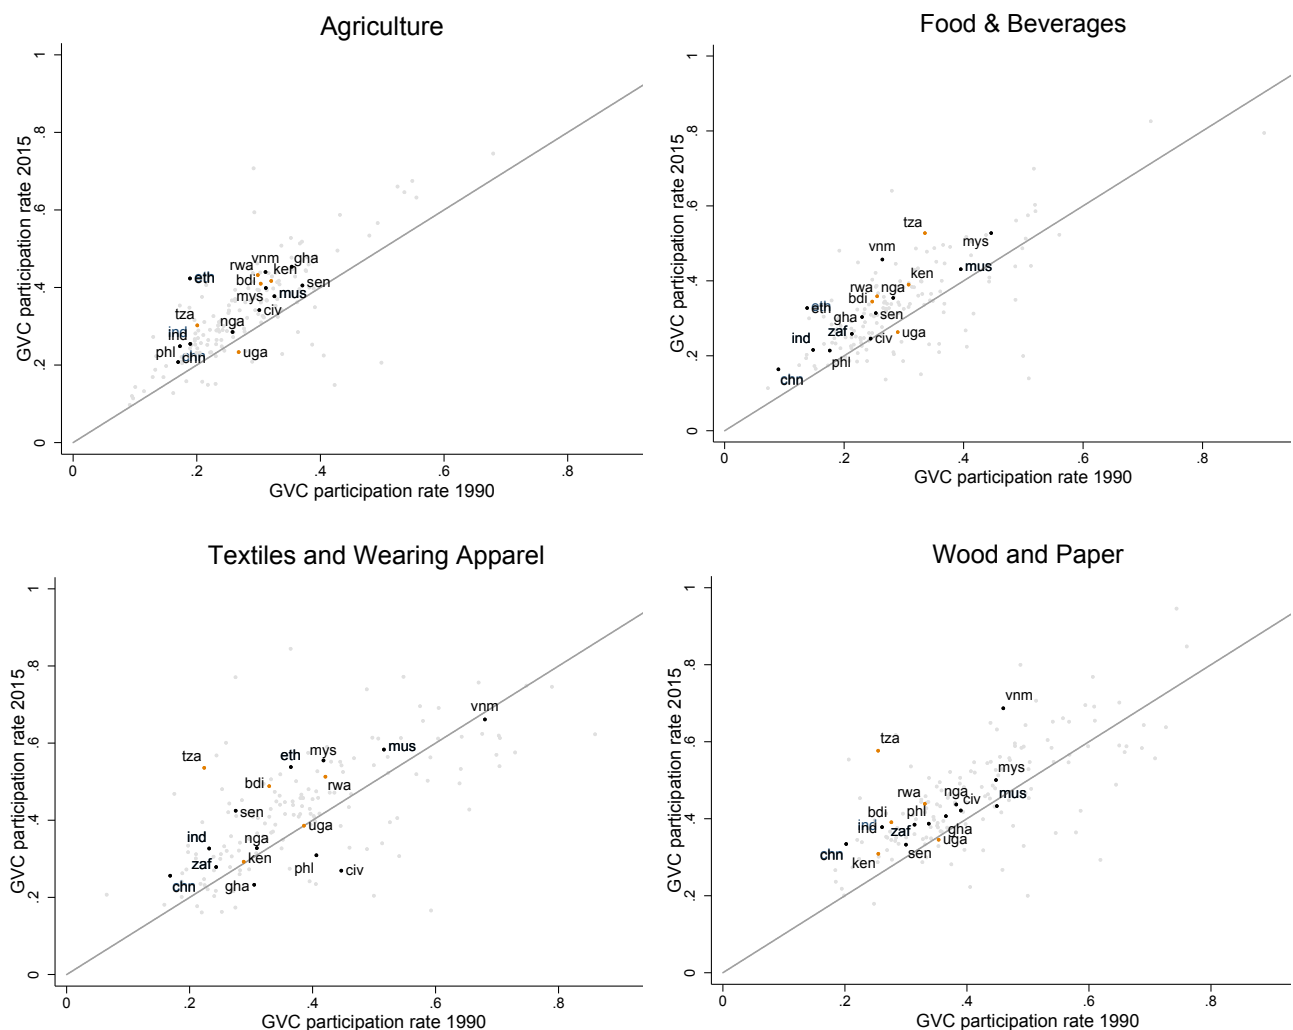 Agriculture
GVC participation rate 2015
1
.8
.6
.4
.2
0
vnm
gha
rwa
ken
eth
bdi
sen
mys
mus
tza
civ
nga
ind
ind
phl
chn
uga
0
.2
.4
.6
.8
GVC participation rate 1990
Food & Beverages
GVC participation rate 2015
1
.8
.6
.4
.2
0
tza
mys
vnm
mus
ken
rwa
nga
bdi
eth
eth
gha
sen
zaf
uga
ind
civ
phl
chn
0
.2
.4
.6
.8
GVC participation rate 1990
Textiles and Wearing Apparel
GVC participation rate 2015
1
.8
.6
.4
.2
0
vnm
tza
eth
mys
mus
bdi
rwa
sen
uga
ind
nga
zaf
ken
phl
civ
chn
gha
0
.2
.4
.6
.8
GVC participation rate 1990
Wood and Paper
GVC participation rate 2015
1
.8
.6
.4
.2
0
vnm
tza
mys
rwa
nga
civ
mus
bdi
phl
ind
ind
zaf
gha
uga
chn
sen
ken
0
.2
.4
.6
.8
GVC participation rate 1990